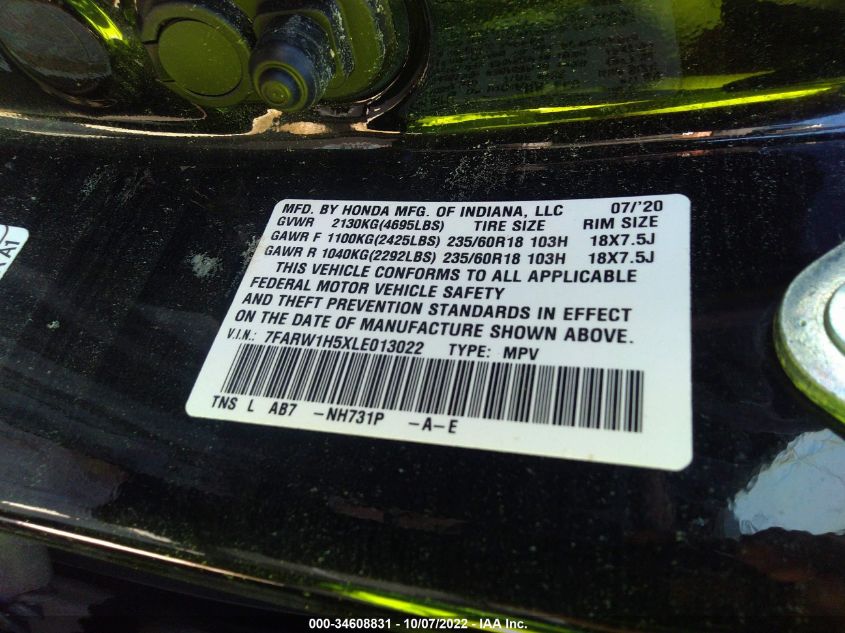 MFD. BY HONDA MFG. OF INDIANA, LLC 07/'20
GVWR 2130KG(4695LBS) TIRE SIZE RIM SIZE
GAWR F 1100KG(2425LBS) 235/60R18 103H 18X7.5J
GAWR R 1040KG(2292LBS) 235/60R18 103H 18X7.5J
THIS VEHICLE CONFORMS TO ALL APPLICABLE
FEDERAL MOTOR VEHICLE SAFETY
AND THEFT PREVENTION STANDARDS IN EFFECT
ON THE DATE OF MANUFACTURE SHOWN ABOVE.
V.I.N.: 7FARW1H5XLE013022 TYPE: MPV
TNS L AB7 -NH731P -A-E
A1
000-34608831 - 10/07/2022 - IAA Inc.